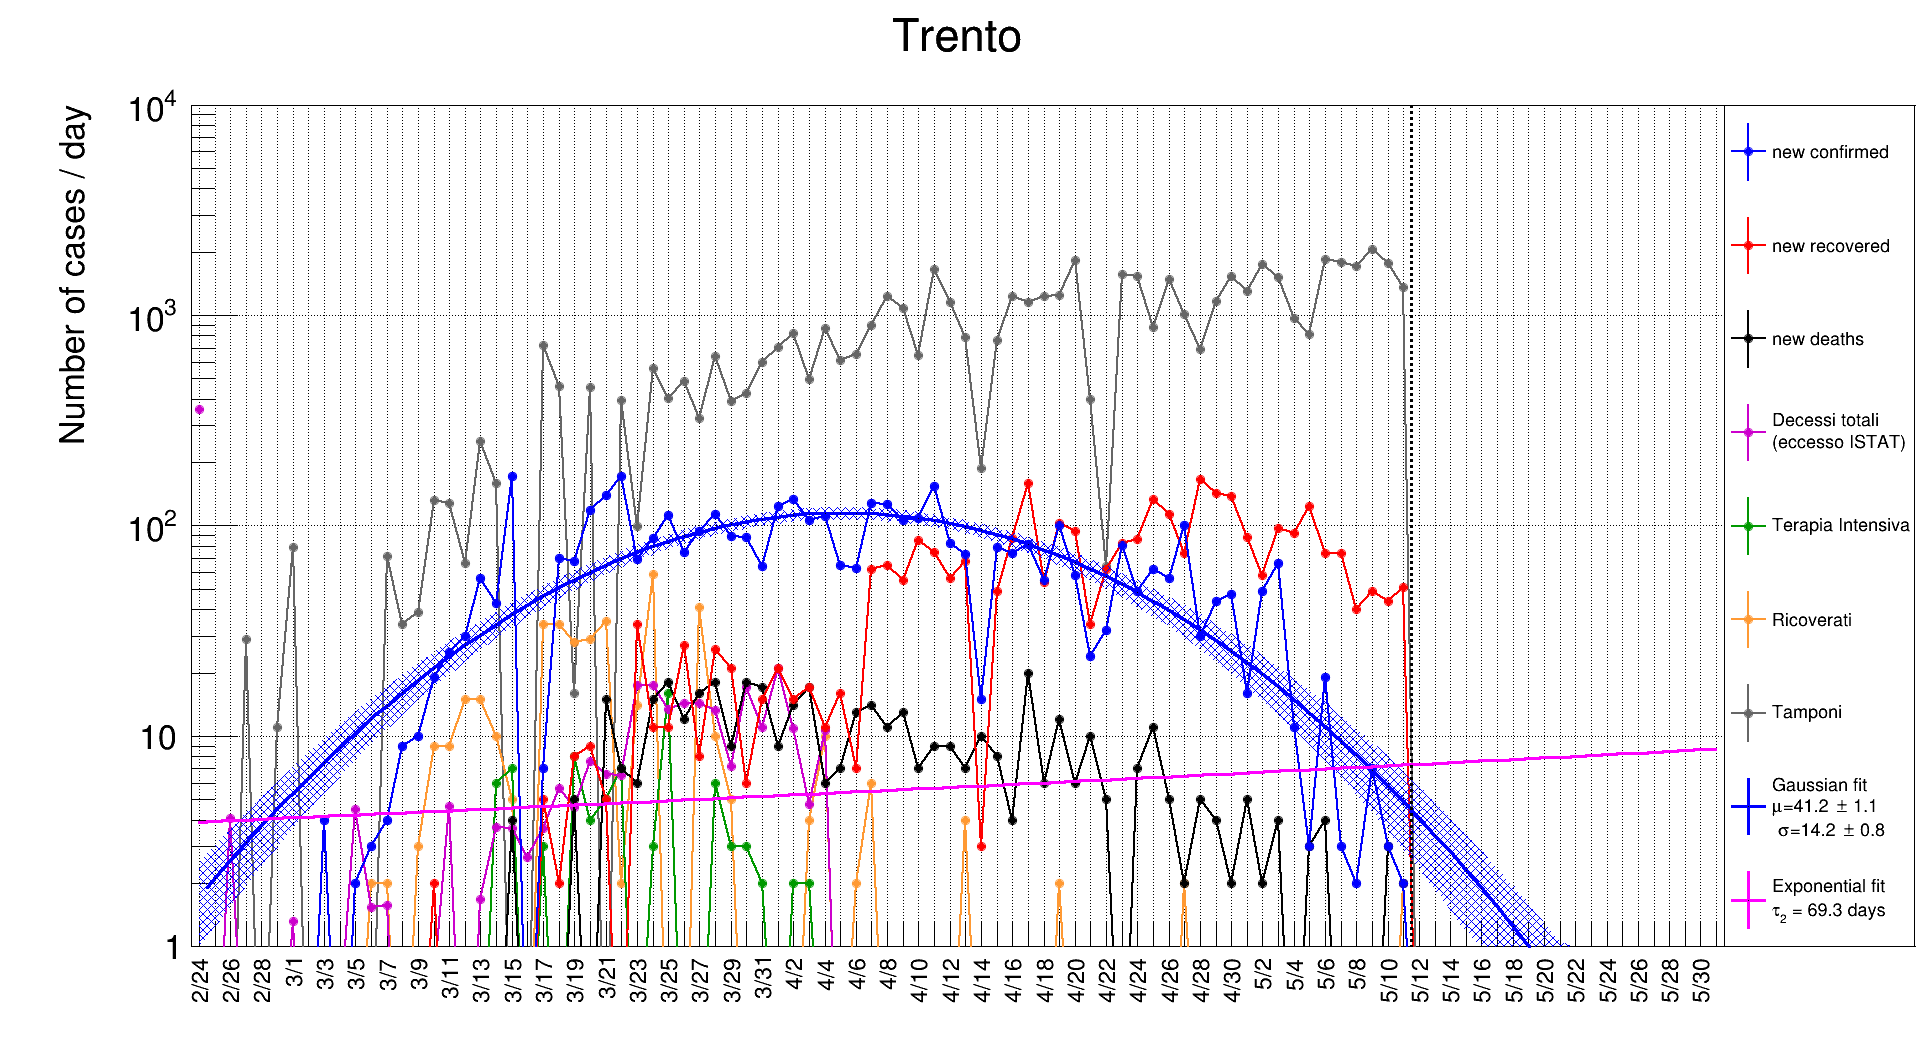 Trento
Number of cases / day
10^4
10^3
10^2
10
1
2/24 2/26 2/28 3/1 3/3 3/5 3/7 3/9 3/11 3/13 3/15 3/17 3/19 3/21 3/23 3/25 3/27 3/29 3/31 4/2 4/4 4/6 4/8 4/10 4/12 4/14 4/16 4/18 4/20 4/22 4/24 4/26 4/28 4/30 5/2 5/4 5/6 5/8 5/10 5/12 5/14 5/16 5/18 5/20 5/22 5/24 5/26 5/28 5/30
new confirmed
new recovered
new deaths
Decessi totali
(eccesso ISTAT)
Terapia Intensiva
Ricoverati
Tamponi
Gaussian fit
μ=41.2 ± 1.1
σ=14.2 ± 0.8
Exponential fit
τ₂ = 69.3 days